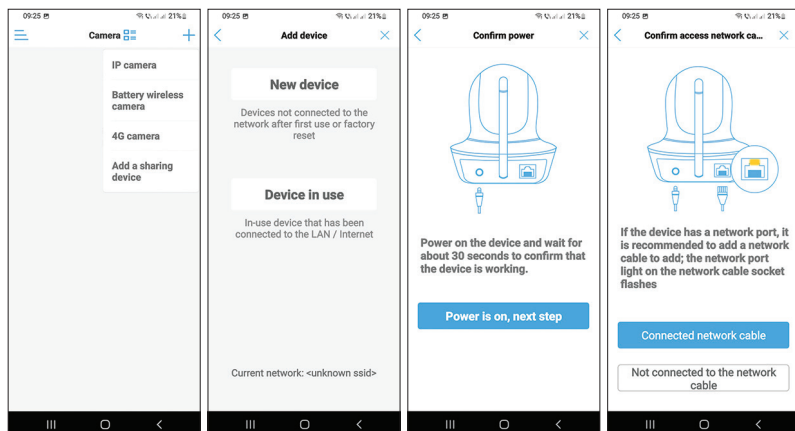 09:25
21%
Camera
IP camera
Battery wireless
camera
4G camera
Add a sharing
device
09:25
21%
Add device
New device
Devices not connected to the
network after first use or factory
reset
Device in use
In-use device that has been
connected to the LAN / Internet
Current network: <unknown ssid>
09:25
21%
Confirm power
Power on the device and wait for
about 30 seconds to confirm that
the device is working.
Power is on, next step
09:25
21%
Confirm access network ca...
If the device has a network port, it
is recommended to add a network
cable to add; the network port
light on the network cable socket
flashes
Connected network cable
Not connected to the network
cable